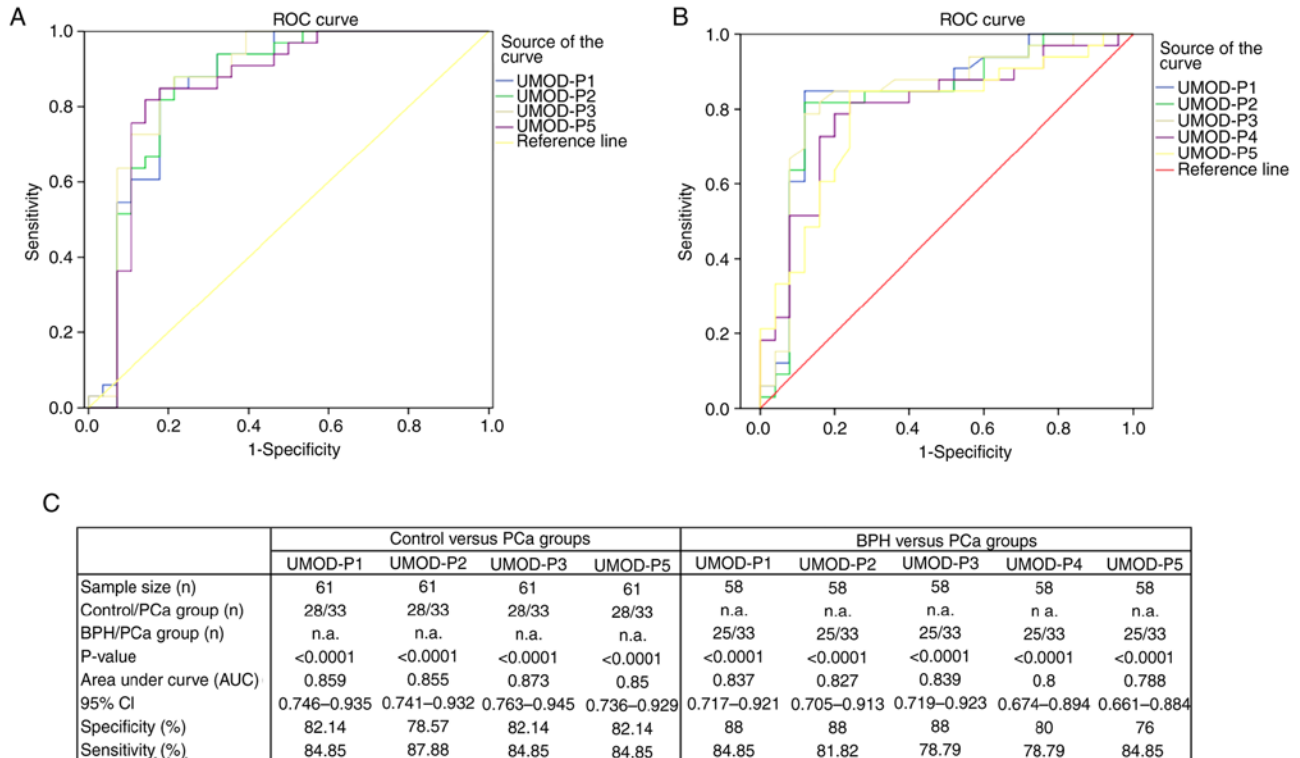 A
ROC curve
1.0
0.8
0.6
0.4
0.2
0.0
Sensitivity
0.0 0.2 0.4 0.6 0.8 1.0
1-Specificity
Source of the
curve
UMOD-P1
UMOD-P2
UMOD-P3
UMOD-P5
Reference line
B
ROC curve
1.0
0.8
0.6
0.4
0.2
0.0
Sensitivity
0.0 0.2 0.4 0.6 0.8 1.0
1-Specificity
Source of the
curve
UMOD-P1
UMOD-P2
UMOD-P3
UMOD-P4
UMOD-P5
Reference line
C
Control versus PCa groups BPH versus PCa groups
UMOD-P1 UMOD-P2 UMOD-P3 UMOD-P5 UMOD-P1 UMOD-P2 UMOD-P3 UMOD-P4 UMOD-P5
Sample size (n) 61 61 61 61 58 58 58 58 58
Control/PCa group (n) 28/33 28/33 28/33 28/33 n.a. n.a. n.a. n.a. n.a.
BPH/PCa group (n) n.a. n.a. n.a. n.a. 25/33 25/33 25/33 25/33 25/33
P-value <0.0001 <0.0001 <0.0001 <0.0001 <0.0001 <0.0001 <0.0001 <0.0001 <0.0001
Area under curve (AUC) 0.859 0.855 0.873 0.85 0.837 0.827 0.839 0.8 0.788
95% CI 0.746–0.935 0.741–0.932 0.763–0.945 0.736–0.929 0.717–0.921 0.705–0.913 0.719–0.923 0.674–0.894 0.661–0.884
Specificity (%) 82.14 78.57 82.14 82.14 88 88 88 80 76
Sensitivity (%) 84.85 87.88 84.85 84.85 84.85 81.82 78.79 78.79 84.85